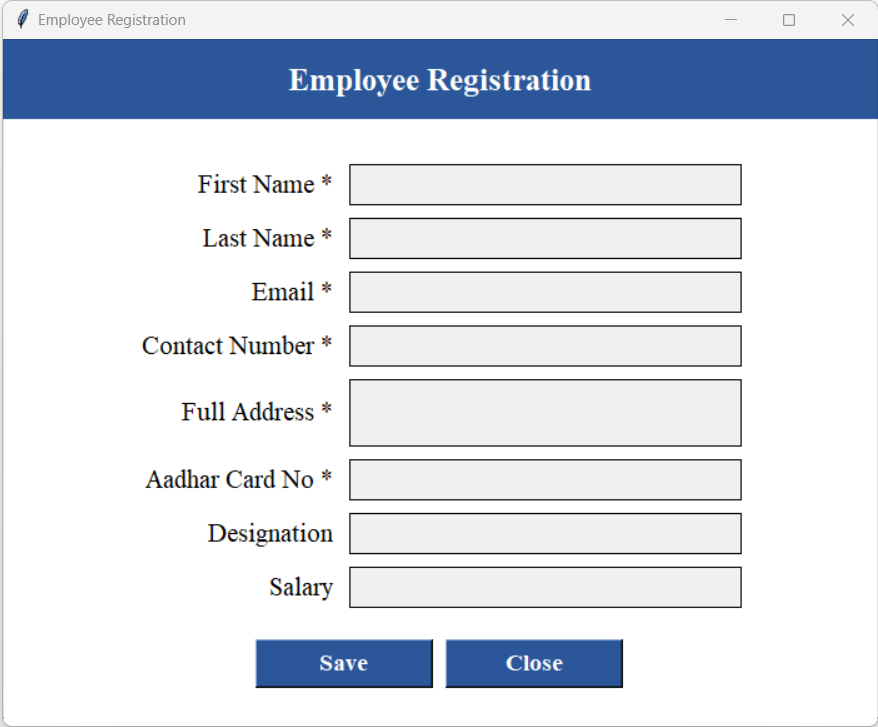 Employee Registration
Employee Registration
First Name *
Last Name *
Email *
Contact Number *
Full Address *
Aadhar Card No *
Designation
Salary
Save Close